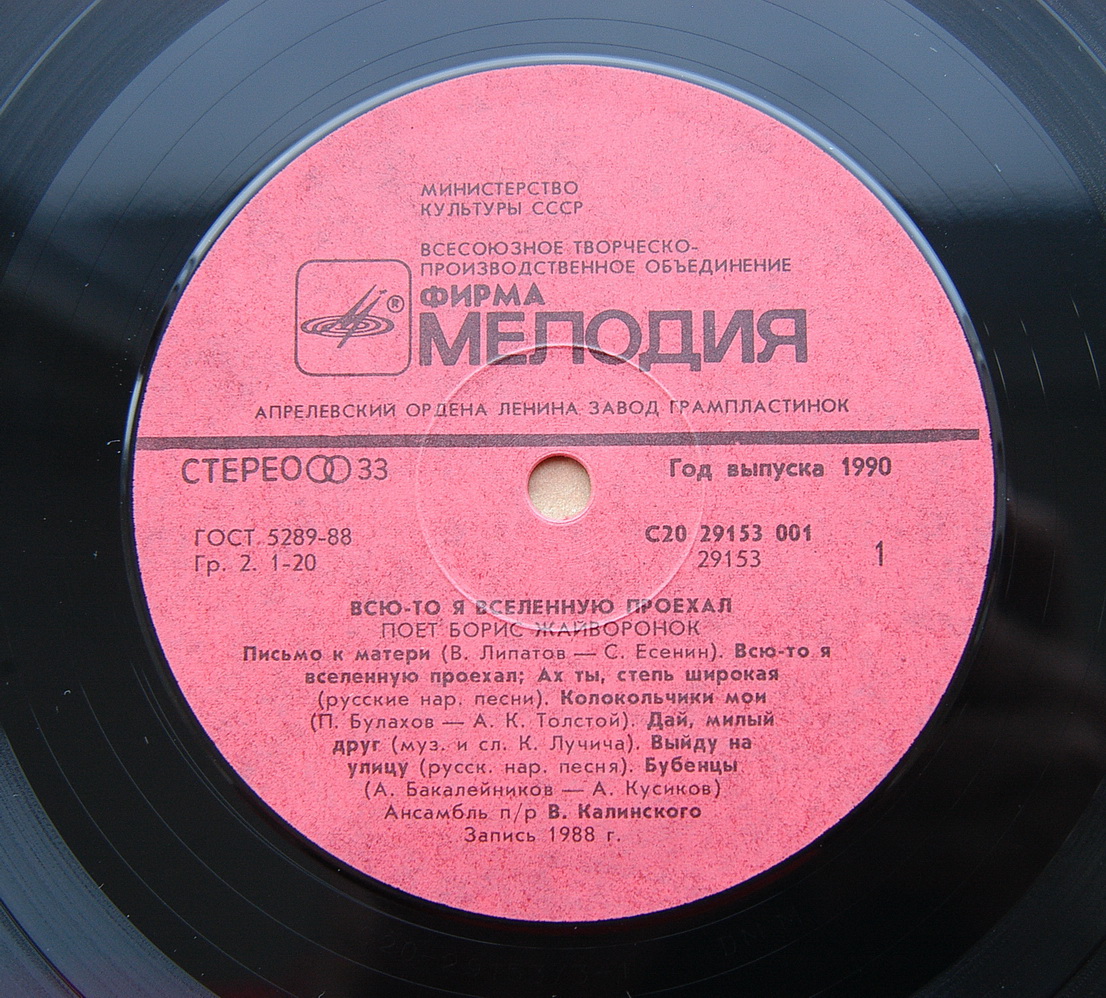 МИНИСТЕРСТВО
КУЛЬТУРЫ СССР
ВСЕСОЮЗНОЕ ТВОРЧЕСКО-
ПРОИЗВОДСТВЕННОЕ ОБЪЕДИНЕНИЕ
ФИРМА
®
МЕЛОДИЯ
АПРЕЛЕВСКИЙ ОРДЕНА ЛЕНИНА ЗАВОД ГРАМПЛАСТИНОК
СТЕРЕО 33
Год выпуска 1990
ГОСТ 5289-88
Гр. 2. 1-20
С20 29153 001
29153
1
ВСЮ-ТО Я ВСЕЛЕННУЮ ПРОЕХАЛ
ПОЕТ БОРИС ЖАЙВОРОНОК
Письмо к матери (В. Липатов — С. Есенин). Всю-то я
вселенную проехал; Ах ты, степь широкая
(русские нар. песни). Колокольчики мои
(П. Булахов — А. К. Толстой). Дай, милый
друг (муз. и сл. К. Лучича). Выйду на
улицу (русск. нар. песня). Бубенцы
(А. Бакалейников — А. Кусиков)
Ансамбль п/р В. Калинского
Запись 1988 г.